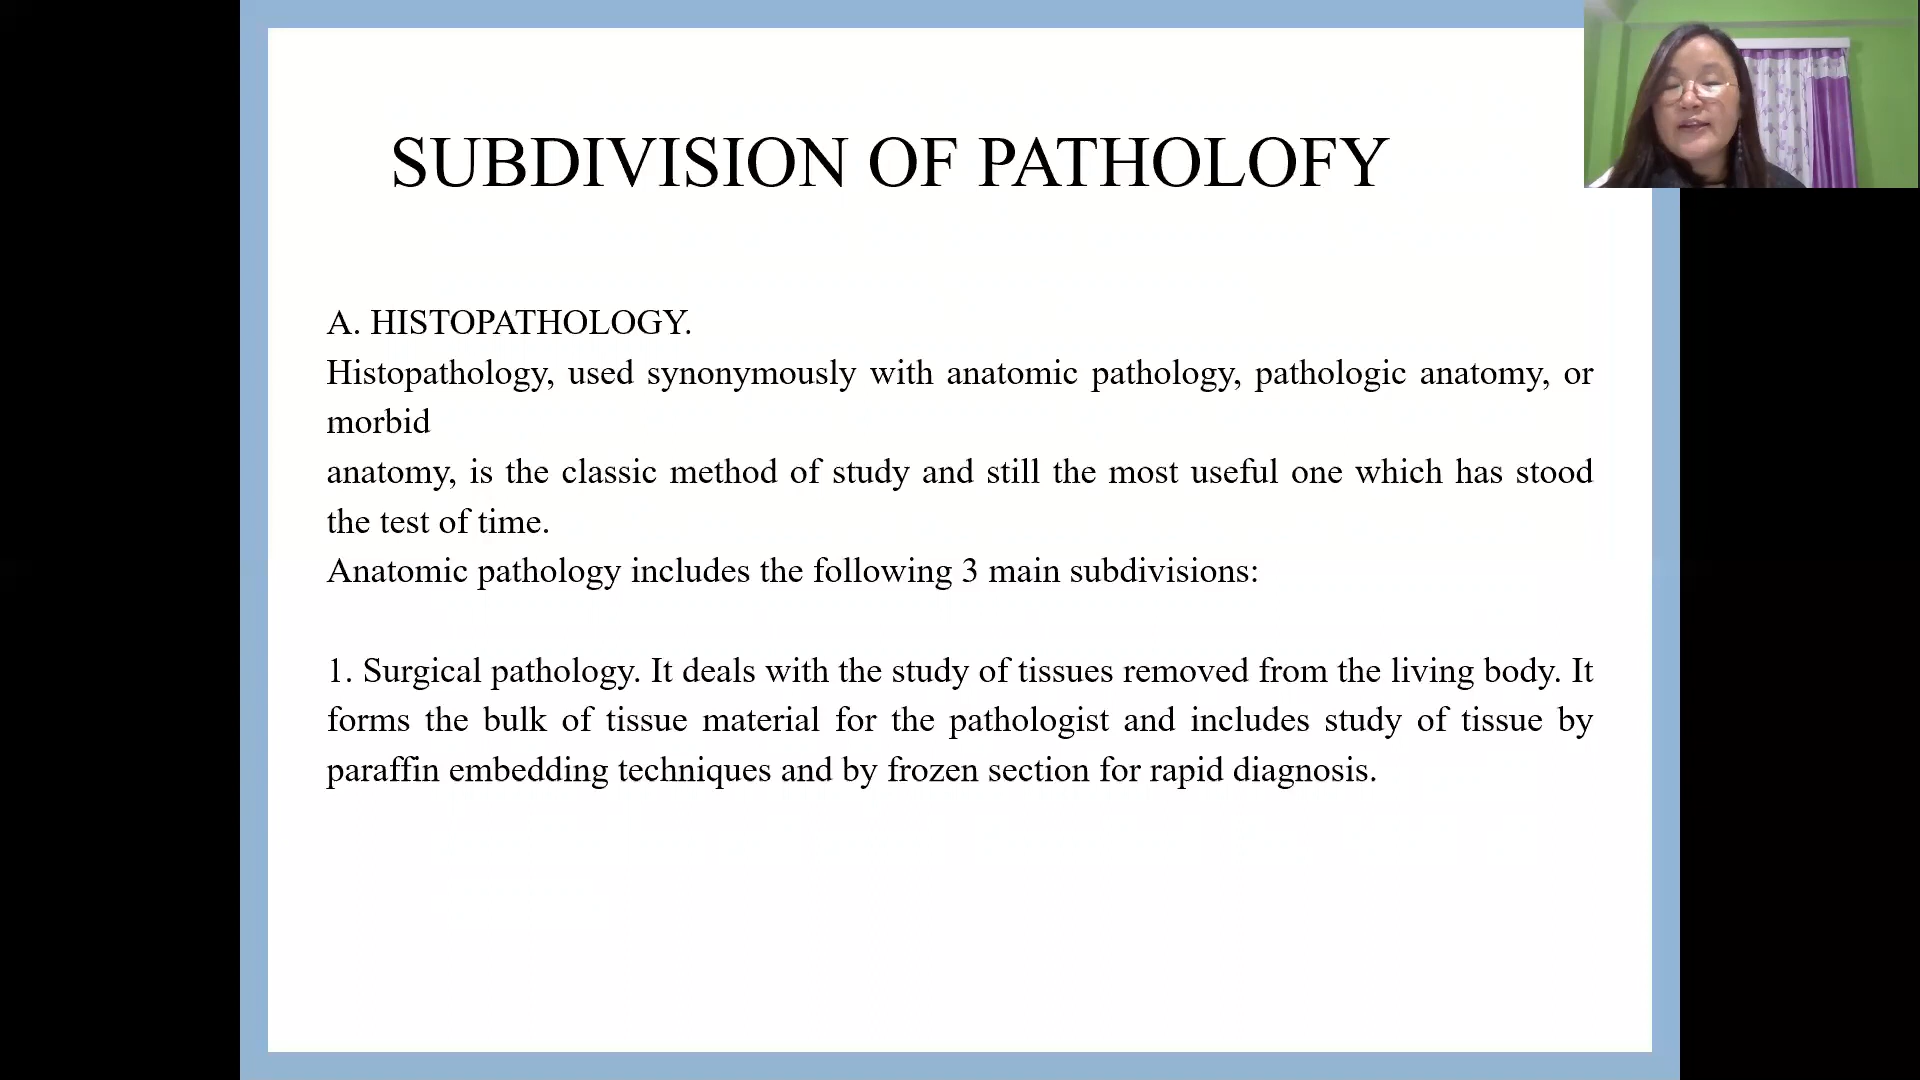 SUBDIVISION OF PATHOLOFY
A. HISTOPATHOLOGY.
Histopathology, used synonymously with anatomic pathology, pathologic anatomy, or
morbid
anatomy, is the classic method of study and still the most useful one which has stood
the test of time.
Anatomic pathology includes the following 3 main subdivisions:
1. Surgical pathology. It deals with the study of tissues removed from the living body. It
forms the bulk of tissue material for the pathologist and includes study of tissue by
paraffin embedding techniques and by frozen section for rapid diagnosis.